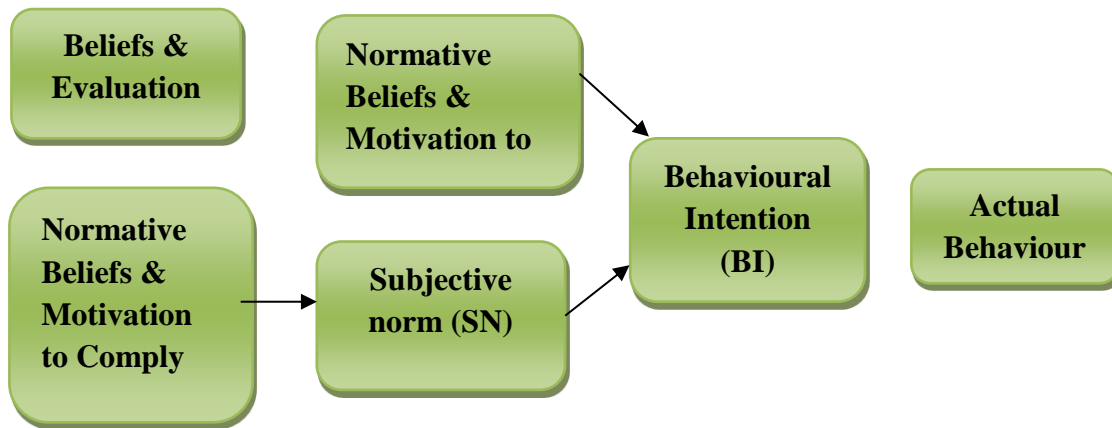 Beliefs &
Evaluation
Normative
Beliefs &
Motivation to
Normative
Beliefs &
Motivation
to Comply
Subjective
norm (SN)
Behavioural
Intention
(BI)
Actual
Behaviour